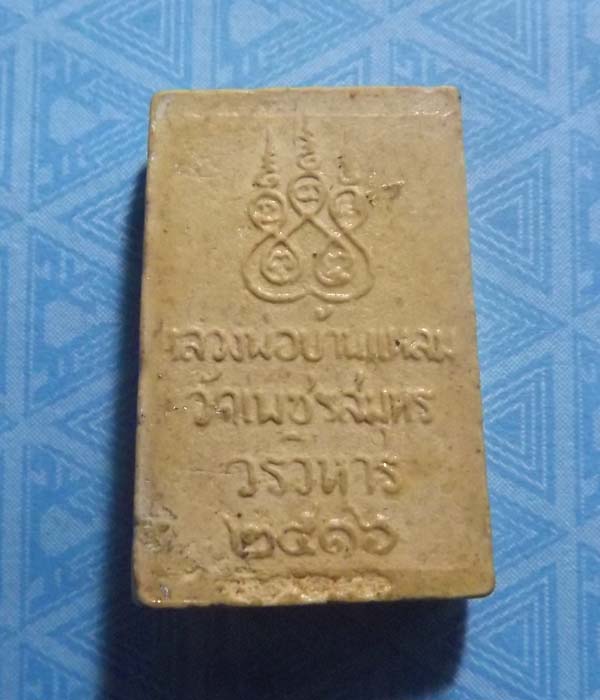 หลวงพ่อบ้านแหลม
วัดเพชรสมุทร
วรวิหาร
๒๕๑๖